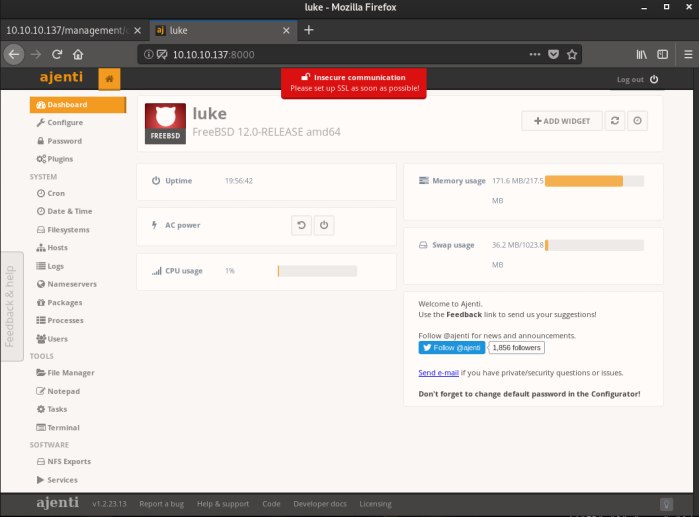 luke - Mozilla Firefox
10.10.10.137/management/
luke
10.10.10.137:8000
ajenti
Insecure communication
Please set up SSL as soon as possible!
Log out
Dashboard
Configure
Password
Plugins
SYSTEM
Cron
Date & Time
Filesystems
Hosts
Logs
Nameservers
Packages
Processes
Users
TOOLS
File Manager
Notepad
Tasks
Terminal
SOFTWARE
NFS Exports
Services
Feedback & help
FREEBSD
luke
FreeBSD 12.0-RELEASE amd64
ADD WIDGET
Uptime 19:56:42
AC power
CPU usage 1%
Memory usage 171.6 MB/217.5
MB
Swap usage 36.2 MB/1023.8
MB
Welcome to Ajenti.
Use the Feedback link to send us your suggestions!
Follow @ajenti for news and announcements.
Follow @ajenti 1,856 followers
Send e-mail if you have private/security questions or issues.
Don't forget to change default password in the Configurator!
ajenti v1.2.23.13 Report a bug Help & support Code Developer docs Licensing